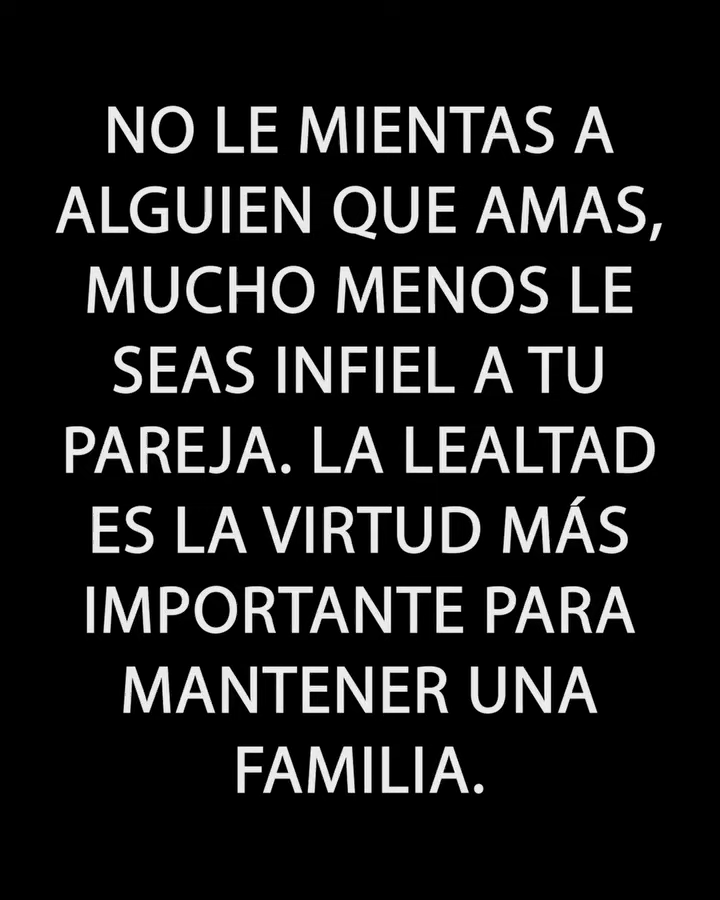 NO LE MIENTAS A
ALGUIEN QUE AMAS,
MUCHO MENOS LE
SEAS INFIEL A TU
PAREJA. LA LEALTAD
ES LA VIRTUD MÁS
IMPORTANTE PARA
MANTENER UNA
FAMILIA.